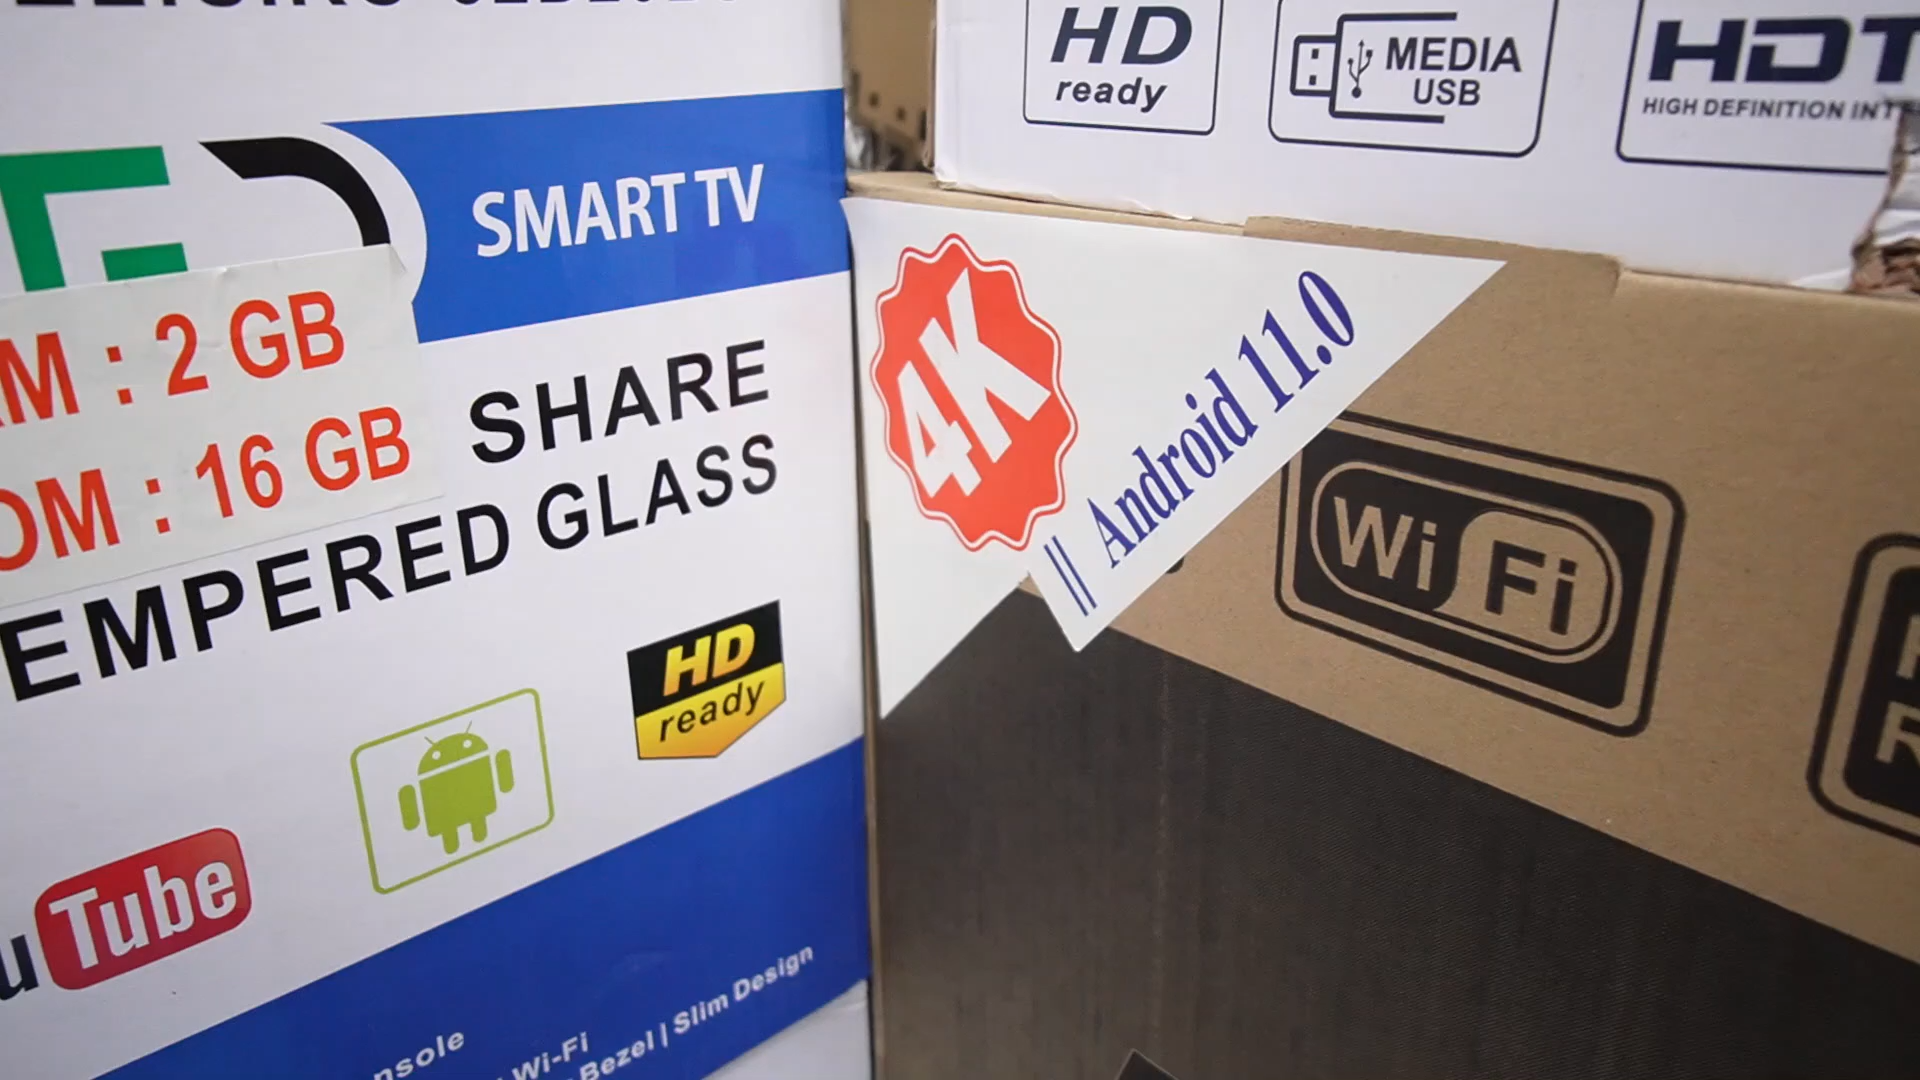 SMART TV
M : 2 GB
OM : 16 GB
SHARE
EMPERED GLASS
HD
ready
uTube
nsole
Wi-Fi
Bezel | Slim Design
HD
ready
MEDIA
USB
HDT
HIGH DEFINITION INT
4K
Android 11.0
Wi Fi